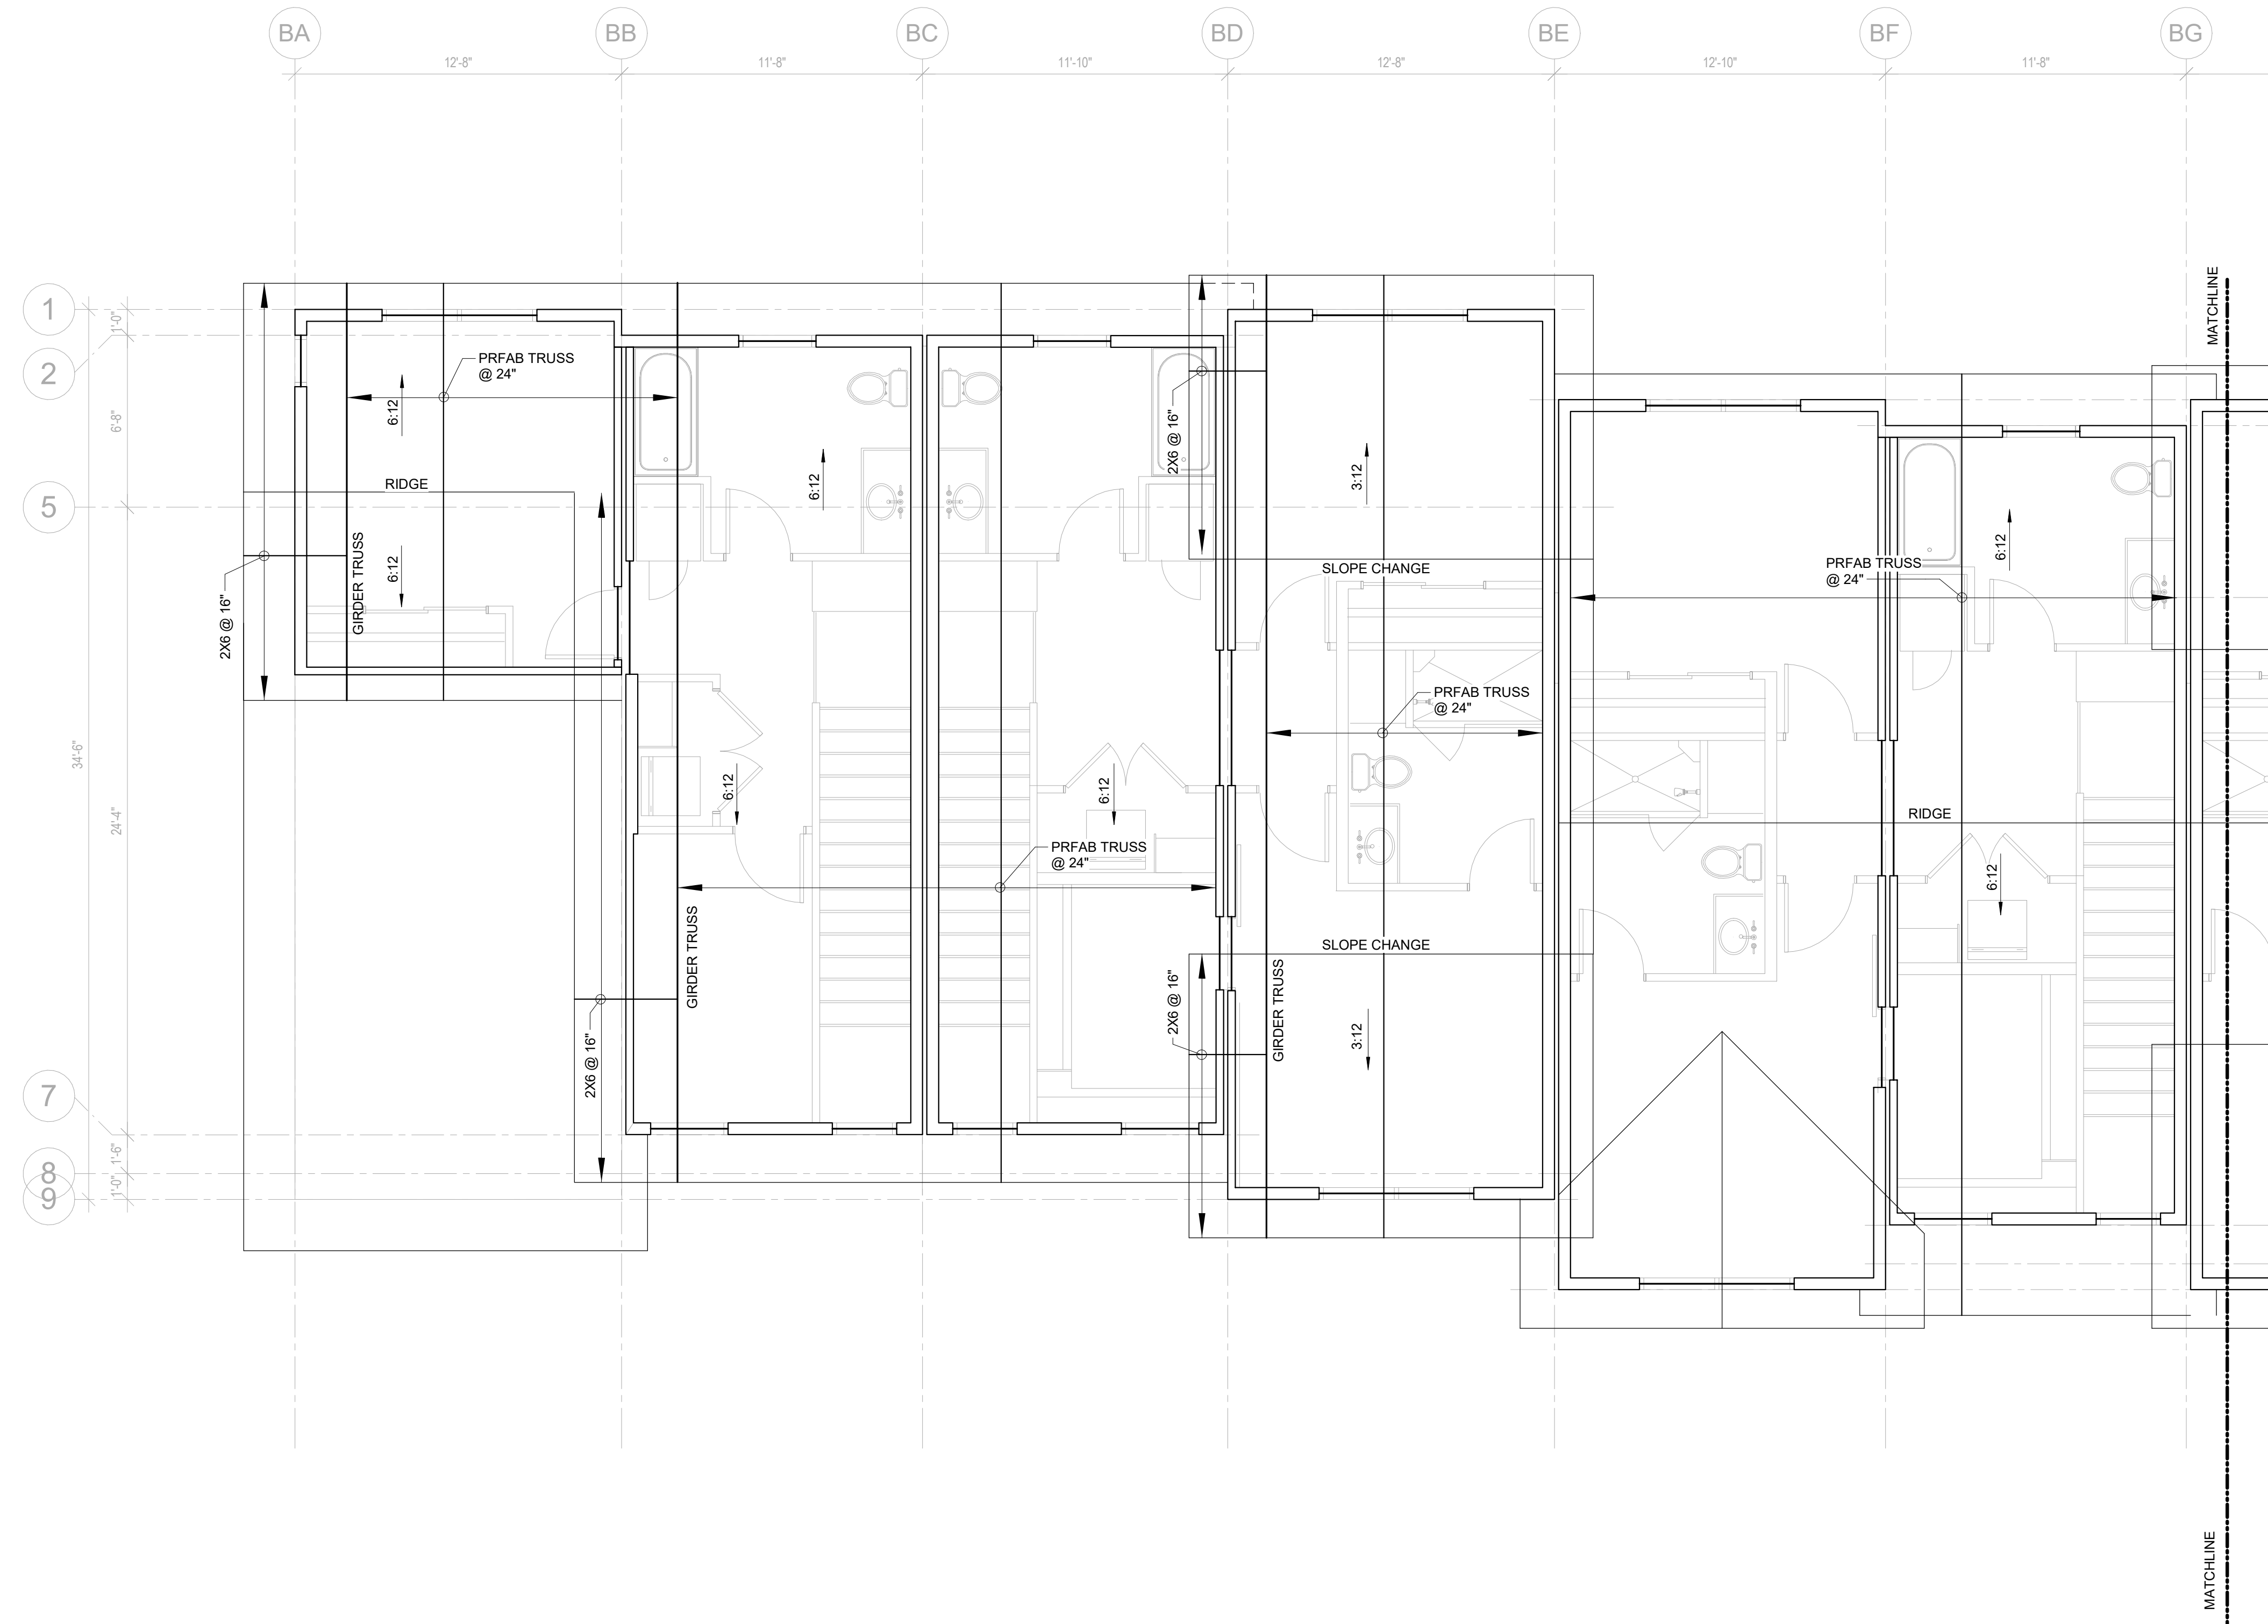 BA
BB
BC
BD
BE
BF
BG
12'-8"
11'-8"
11'-10"
12'-8"
12'-10"
11'-8"
MATCHLINE
1
1'-0"
2
PRFAB TRUSS
@ 24"
6:12
6'-8"
2X6 @ 16"
6:12
3:12
RIDGE
5
GIRDER TRUSS
6:12
6:12
PRFAB TRUSS
@ 24"
SLOPE CHANGE
2X6 @ 16"
PRFAB TRUSS
@ 24"
34'-6"
24'-4"
6:12
6:12
RIDGE
PRFAB TRUSS
@ 24"
6:12
GIRDER TRUSS
SLOPE CHANGE
2X6 @ 16"
GIRDER TRUSS
2X6 @ 16"
3:12
7
1'-6"
8
1'-0"
9
MATCHLINE